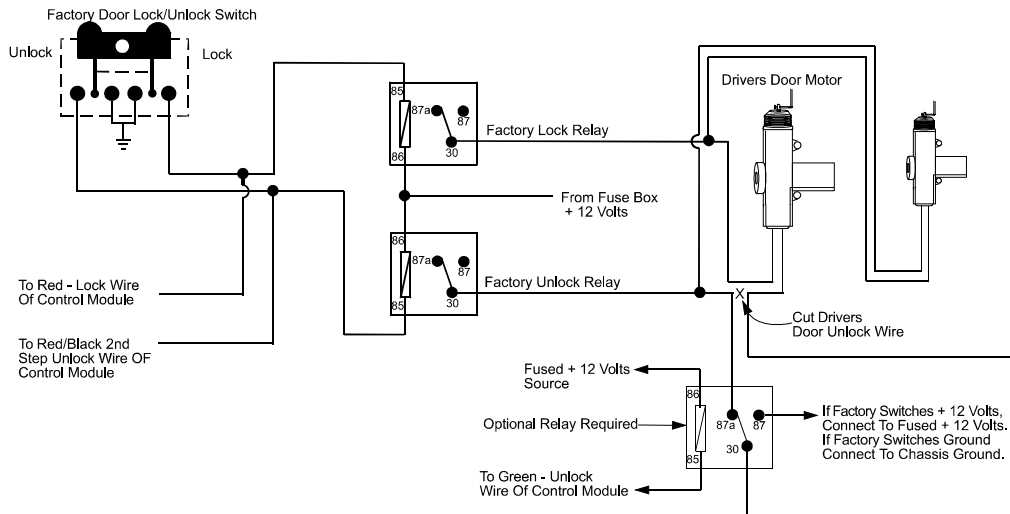 Factory Door Lock/Unlock Switch
Unlock
Lock
85
87a
87
86
30
Factory Lock Relay
From Fuse Box
+ 12 Volts
86
87a
87
85
30
Factory Unlock Relay
Drivers Door Motor
To Red - Lock Wire
Of Control Module
To Red/Black 2nd
Step Unlock Wire OF
Control Module
X
Cut Drivers
Door Unlock Wire
Fused + 12 Volts
Source
Optional Relay Required
86
87a
87
30
85
If Factory Switches + 12 Volts,
Connect To Fused + 12 Volts.
If Factory Switches Ground
Connect To Chassis Ground.
To Green - Unlock
Wire Of Control Module